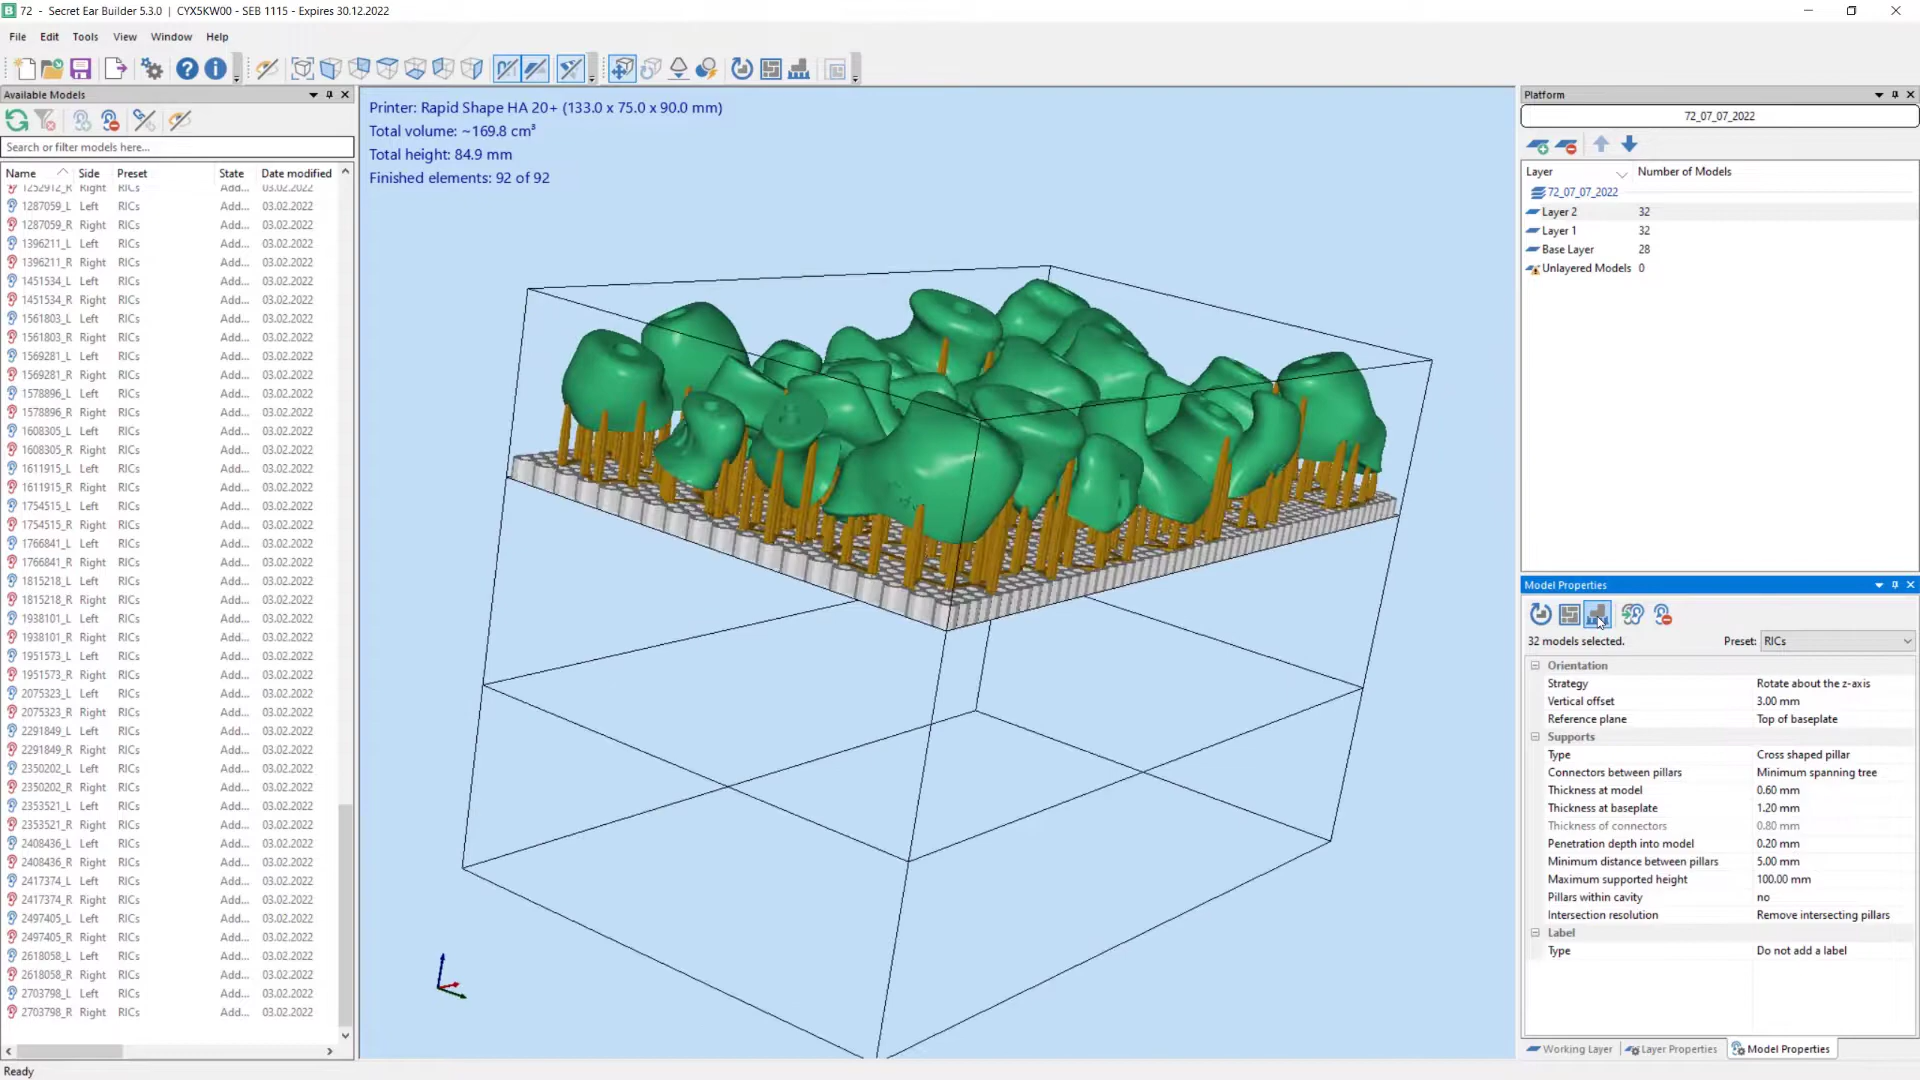 72 - Secret Ear Builder 5.3.0 | CYX5KW00 - SEB 1115 - Expires 30.12.2022
File Edit Tools View Window Help
Available Models
Search or filter models here...
Name Side Preset State Date modified
1252912_R Right RICs Add... 03.02.2022
1287059_L Left RICs Add... 03.02.2022
1287059_R Right RICs Add... 03.02.2022
1396211_L Left RICs Add... 03.02.2022
1396211_R Right RICs Add... 03.02.2022
1451534_L Left RICs Add... 03.02.2022
1451534_R Right RICs Add... 03.02.2022
1561803_L Left RICs Add... 03.02.2022
1561803_R Right RICs Add... 03.02.2022
1569281_L Left RICs Add... 03.02.2022
1569281_R Right RICs Add... 03.02.2022
1578896_L Left RICs Add... 03.02.2022
1578896_R Right RICs Add... 03.02.2022
1608305_L Left RICs Add... 03.02.2022
1608305_R Right RICs Add... 03.02.2022
1611915_L Left RICs Add... 03.02.2022
1611915_R Right RICs Add... 03.02.2022
1754515_L Left RICs Add... 03.02.2022
1754515_R Right RICs Add... 03.02.2022
1766841_L Left RICs Add... 03.02.2022
1766841_R Right RICs Add... 03.02.2022
1815218_L Left RICs Add... 03.02.2022
1815218_R Right RICs Add... 03.02.2022
1938101_L Left RICs Add... 03.02.2022
1938101_R Right RICs Add... 03.02.2022
1951573_L Left RICs Add... 03.02.2022
1951573_R Right RICs Add... 03.02.2022
2075323_L Left RICs Add... 03.02.2022
2075323_R Right RICs Add... 03.02.2022
2291849_L Left RICs Add... 03.02.2022
2291849_R Right RICs Add... 03.02.2022
2350202_L Left RICs Add... 03.02.2022
2350202_R Right RICs Add... 03.02.2022
2353521_L Left RICs Add... 03.02.2022
2353521_R Right RICs Add... 03.02.2022
2408436_L Left RICs Add... 03.02.2022
2408436_R Right RICs Add... 03.02.2022
2417374_L Left RICs Add... 03.02.2022
2417374_R Right RICs Add... 03.02.2022
2497405_L Left RICs Add... 03.02.2022
2497405_R Right RICs Add... 03.02.2022
2618058_L Left RICs Add... 03.02.2022
2618058_R Right RICs Add... 03.02.2022
2703798_L Left RICs Add... 03.02.2022
2703798_R Right RICs Add... 03.02.2022
Printer: Rapid Shape HA 20+ (133.0 x 75.0 x 90.0 mm)
Total volume: ~169.8 cm³
Total height: 84.9 mm
Finished elements: 92 of 92
Platform
72_07_07_2022
Layer Number of Models
72_07_07_2022
Layer 2 32
Layer 1 32
Base Layer 28
Unlayered Models 0
Model Properties
32 models selected. Preset: RICs
Orientation
Strategy Rotate about the z-axis
Vertical offset 3.00 mm
Reference plane Top of baseplate
Supports
Type Cross shaped pillar
Connectors between pillars Minimum spanning tree
Thickness at model 0.60 mm
Thickness at baseplate 1.20 mm
Thickness of connectors 0.80 mm
Penetration depth into model 0.20 mm
Minimum distance between pillars 5.00 mm
Maximum supported height 100.00 mm
Pillars within cavity no
Intersection resolution Remove intersecting pillars
Label
Type Do not add a label
Working Layer Layer Properties Model Properties
Ready